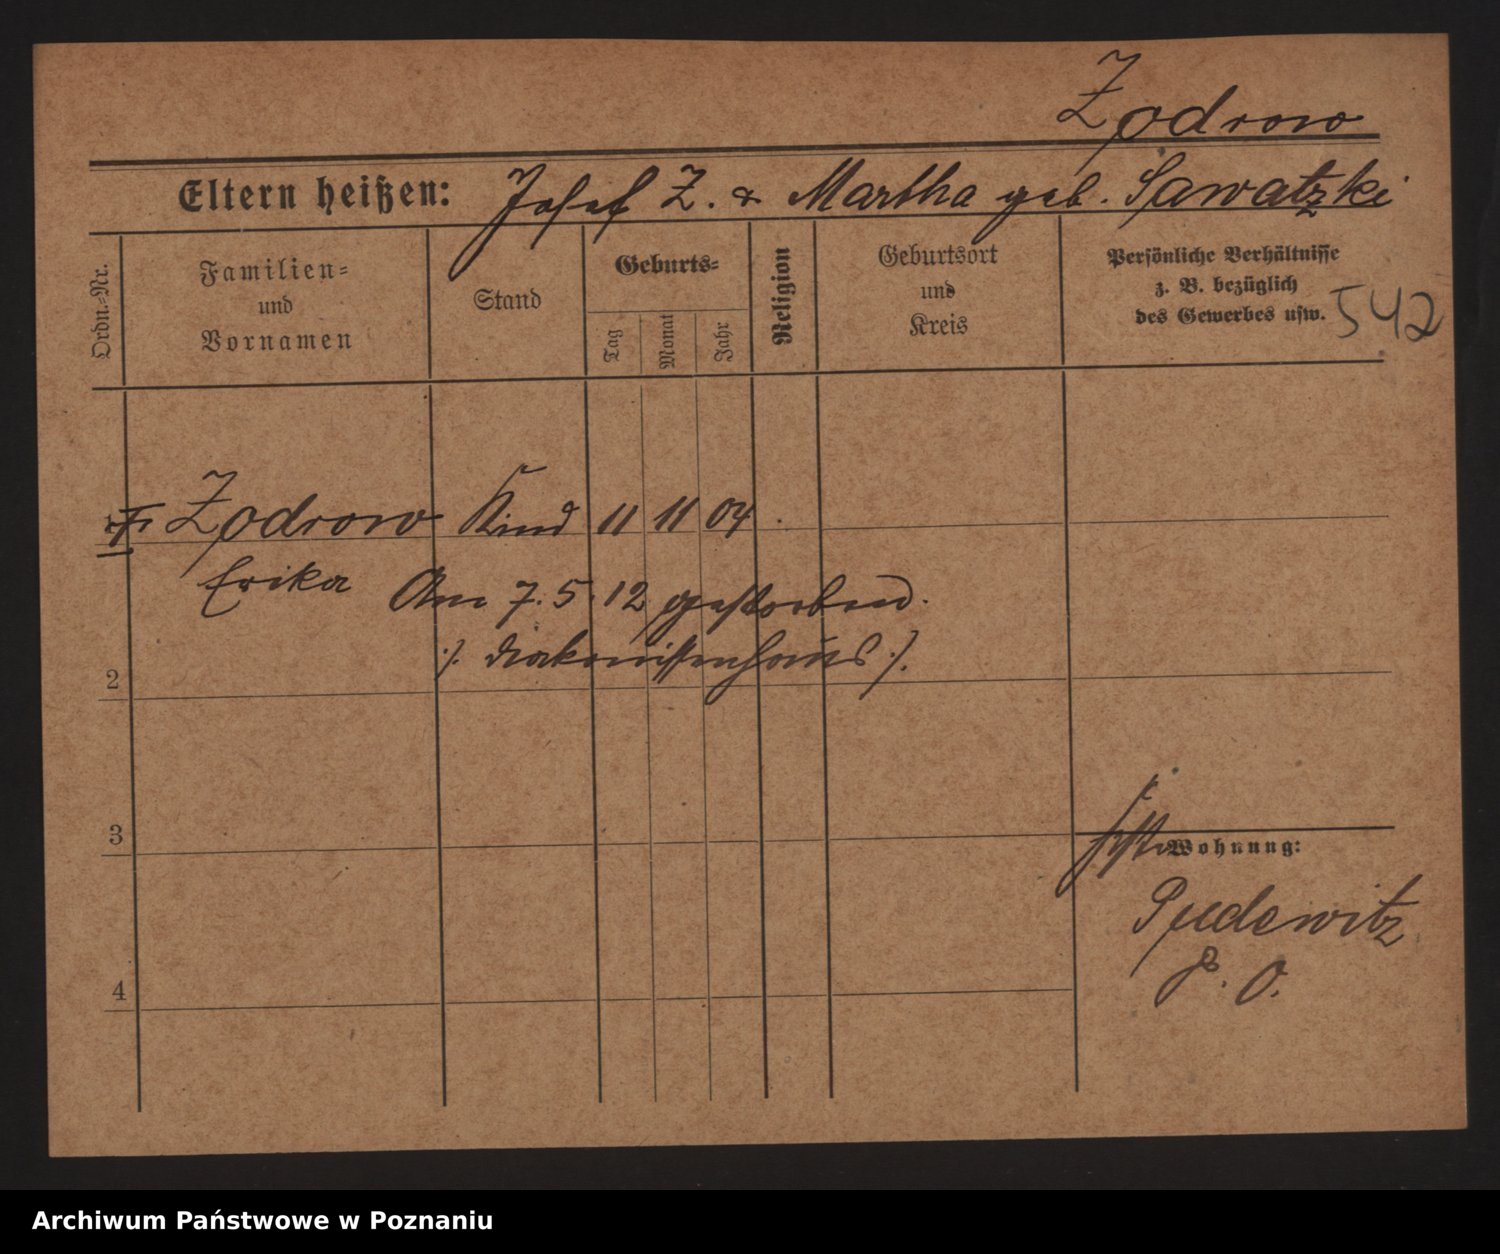 Zodrow
Eltern heißen: Josef Z. & Martha geb. Sawatzki
Ordn.=Nr.
Familien=
und
Vornamen
Stand
Geburts=
Tag
Monat
Jahr
Religion
Geburtsort
und
Kreis
Persönliche Verhältnisse
z. B. bezüglich
des Gewerbes usw.
542
Zodrow Kind 11 11 04
Erika Am 7.5.12 gestorben.
./. Diakonissenhaus ./.
2
3
Wohnung:
Pudewitz
P. O.
4
Archiwum Państwowe w Poznaniu